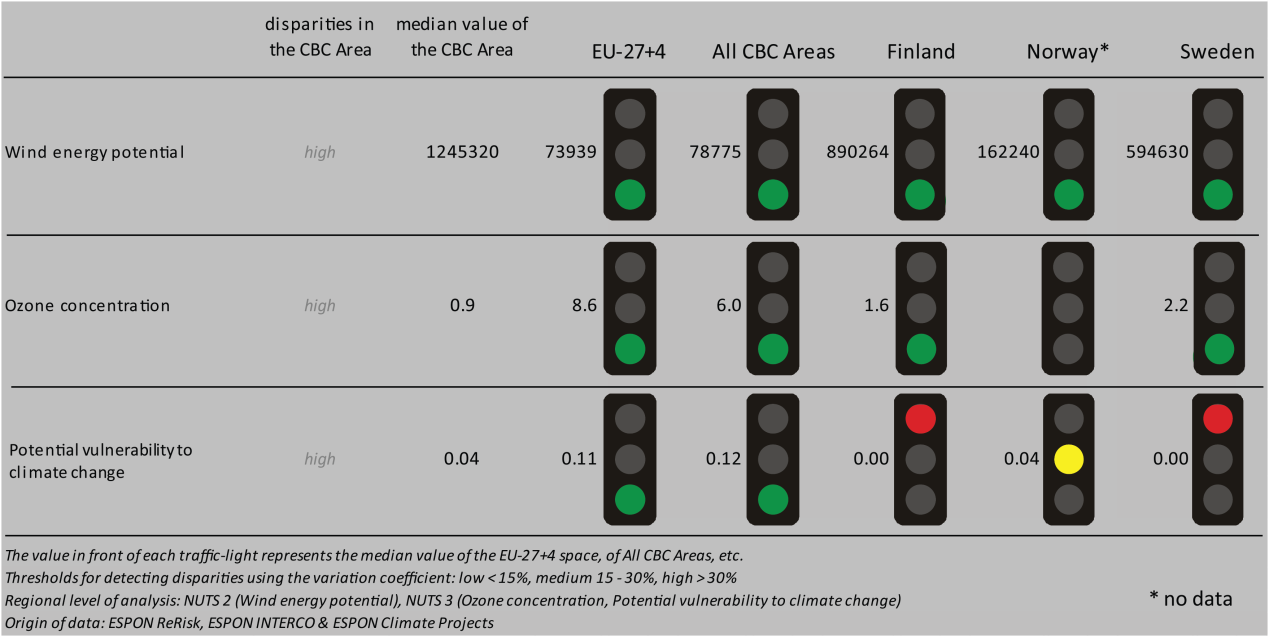 disparities in the CBC Area median value of the CBC Area EU-27+4 All CBC Areas Finland Norway* Sweden
Wind energy potential high 1245320 73939 78775 890264 162240 594630
Ozone concentration high 0.9 8.6 6.0 1.6 2.2
Potential vulnerability to climate change high 0.04 0.11 0.12 0.00 0.04 0.00
The value in front of each traffic-light represents the median value of the EU-27+4 space, of All CBC Areas, etc.
Thresholds for detecting disparities using the variation coefficient: low < 15%, medium 15 - 30%, high > 30%
Regional level of analysis: NUTS 2 (Wind energy potential), NUTS 3 (Ozone concentration, Potential vulnerability to climate change)
* no data
Origin of data: ESPON ReRisk, ESPON INTERCO & ESPON Climate Projects